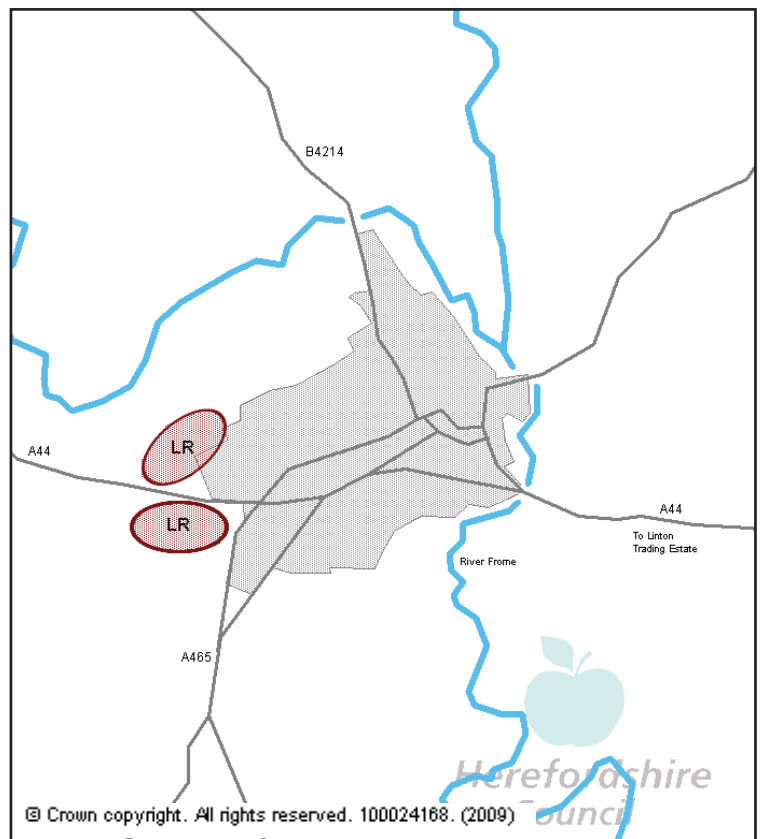 B4214
LR
A44
LR
A44
To Linton
Trading Estate
River Frome
A465
Herefordshire
Council
© Crown copyright. All rights reserved. 100024168. (2009)